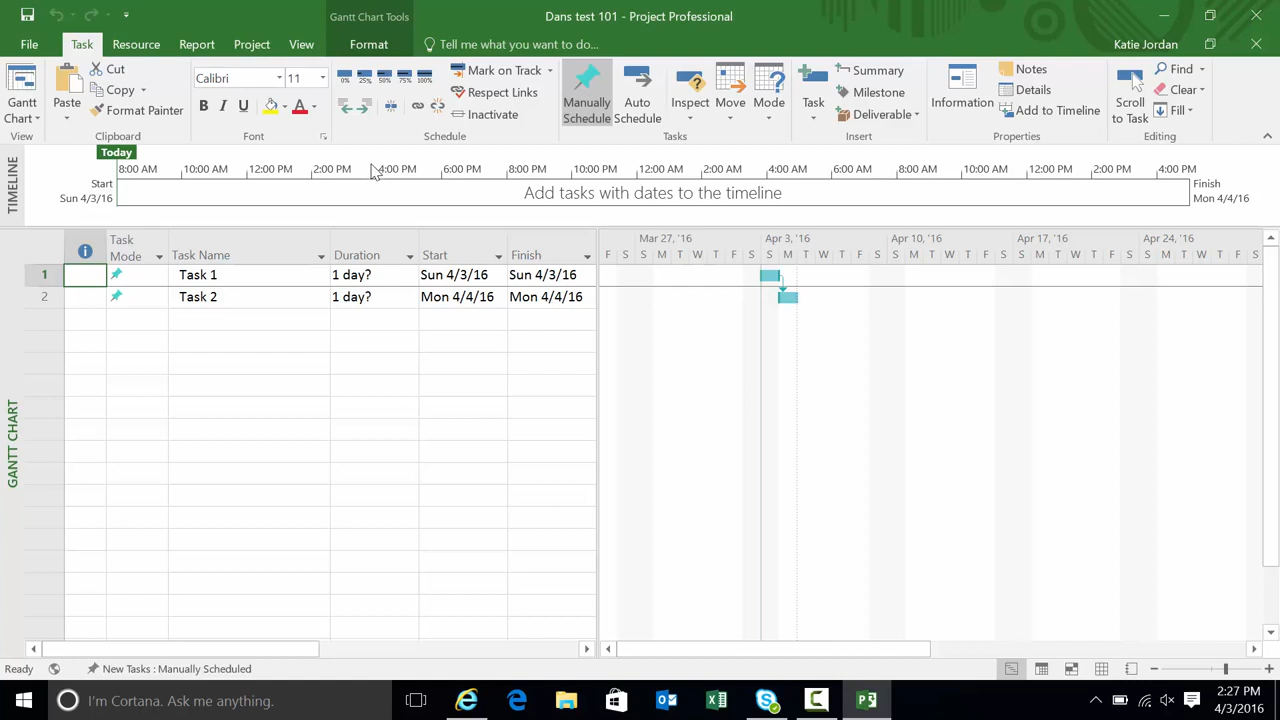 Gantt Chart Tools
Dans test 101 - Project Professional
File Task Resource Report Project View Format Tell me what you want to do... Katie Jordan
Gantt Chart
View
Paste
Cut
Copy
Format Painter
Clipboard
Calibri 11
B I U A
Font
0% 25% 50% 75% 100%
Mark on Track
Respect Links
Inactivate
Schedule
Manually Schedule
Auto Schedule
Inspect
Move
Mode
Tasks
Task
Summary
Milestone
Deliverable
Insert
Information
Notes
Details
Add to Timeline
Properties
Scroll to Task
Find
Clear
Fill
Editing
TIMELINE
Today
8:00 AM 10:00 AM 12:00 PM 2:00 PM 4:00 PM 6:00 PM 8:00 PM 10:00 PM 12:00 AM 2:00 AM 4:00 AM 6:00 AM 8:00 AM 10:00 AM 12:00 PM 2:00 PM 4:00 PM
Start
Sun 4/3/16
Add tasks with dates to the timeline
Finish
Mon 4/4/16
GANTT CHART
Task Mode Task Name Duration Start Finish
1 Task 1 1 day? Sun 4/3/16 Sun 4/3/16
2 Task 2 1 day? Mon 4/4/16 Mon 4/4/16
Mar 27, '16 Apr 3, '16 Apr 10, '16 Apr 17, '16 Apr 24, '16
F S S M T W T F S S M T W T F S S M T W T F S S M T W T F S S M T W T F S
Ready New Tasks : Manually Scheduled
I'm Cortana. Ask me anything.
2:27 PM
4/3/2016